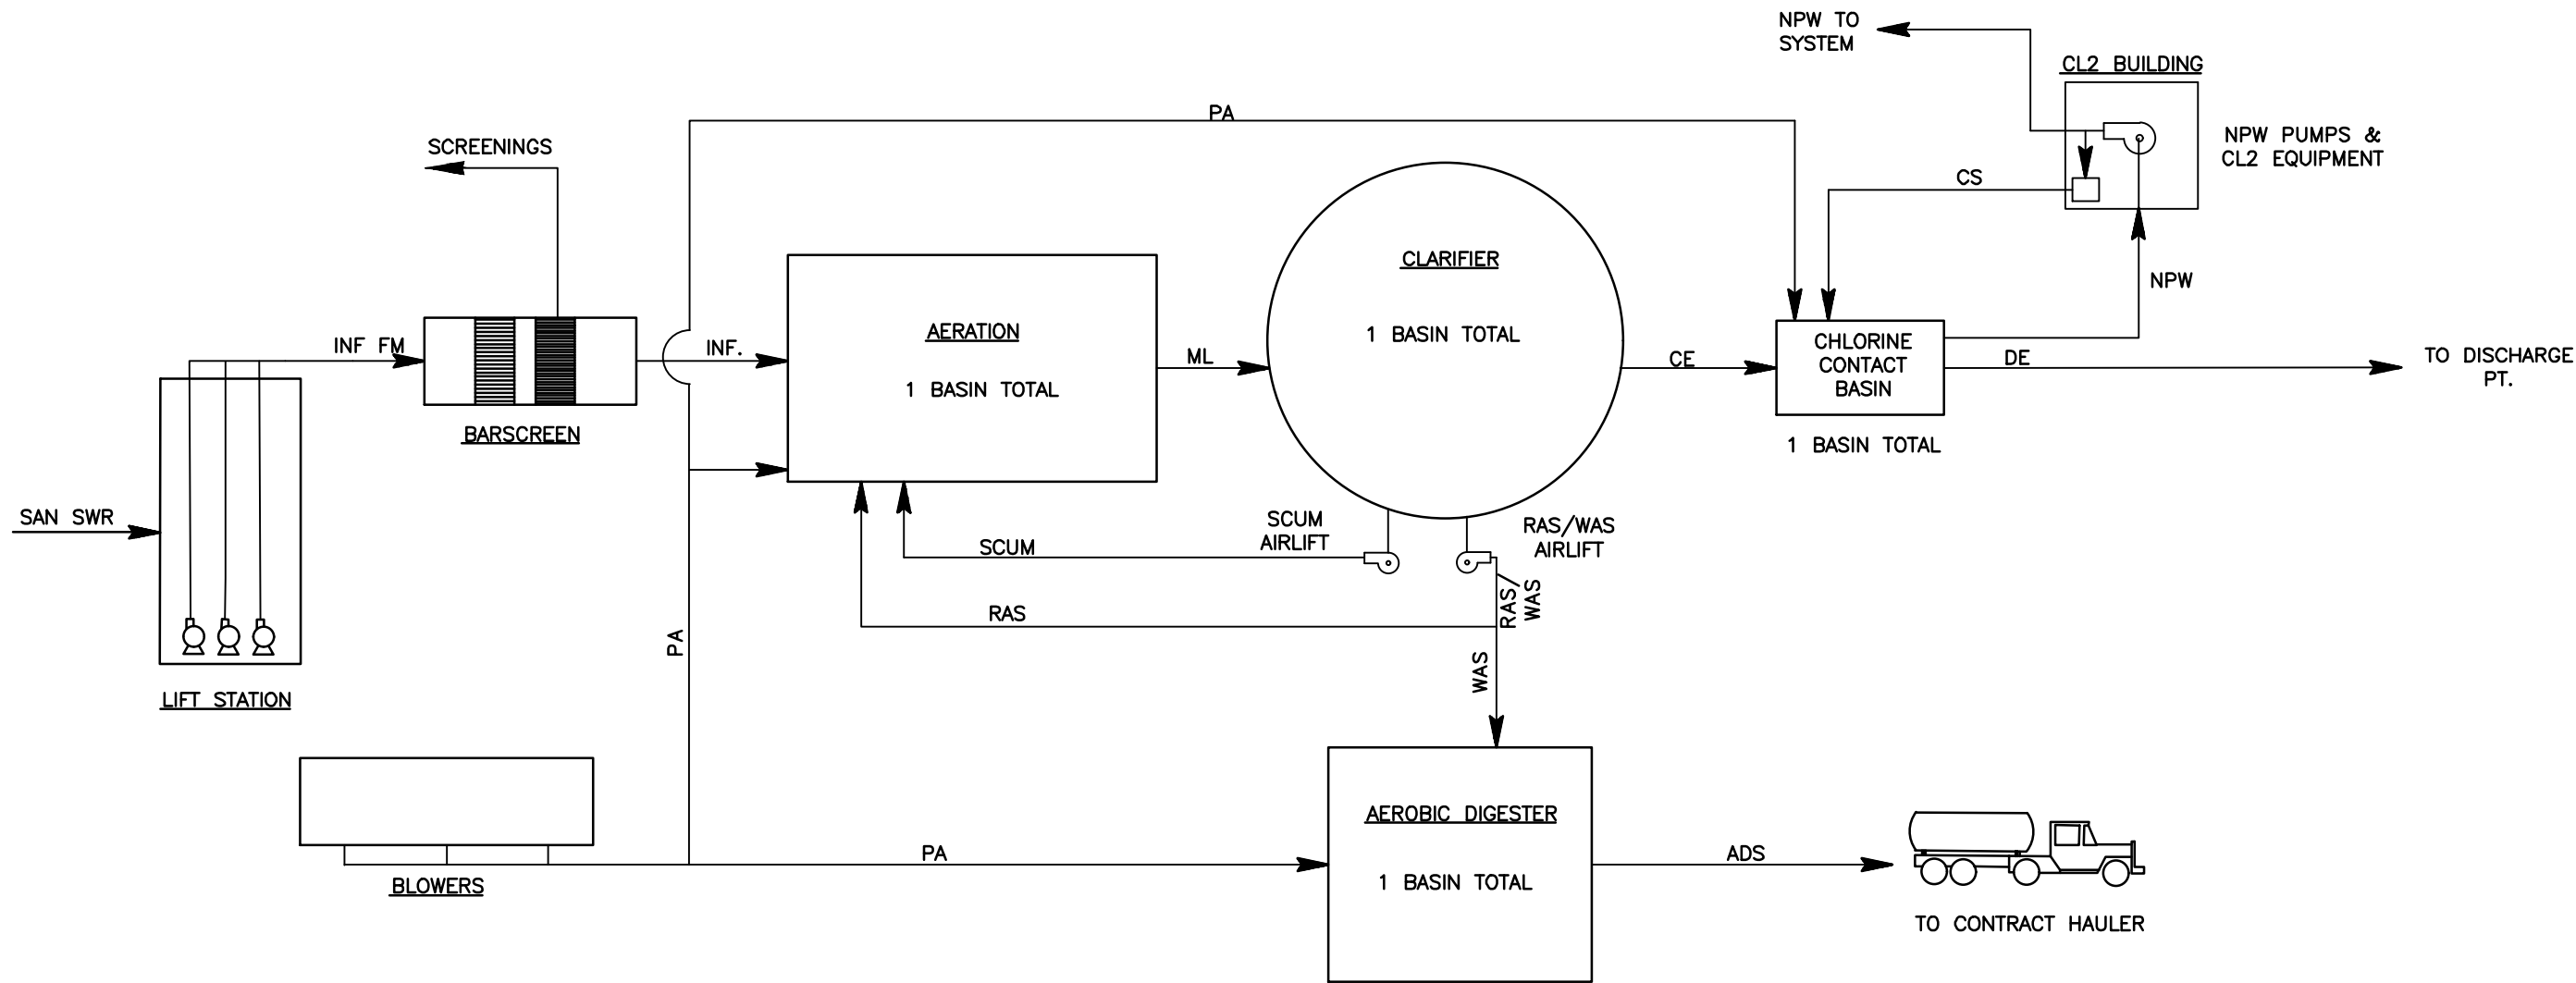 NPW TO
SYSTEM
CL2 BUILDING
NPW PUMPS &
CL2 EQUIPMENT
PA
SCREENINGS
CS
NPW
CLARIFIER
1 BASIN TOTAL
AERATION
1 BASIN TOTAL
INF FM
INF.
ML
CE
CHLORINE
CONTACT
BASIN
1 BASIN TOTAL
DE
TO DISCHARGE
PT.
BARSCREEN
SAN SWR
SCUM
AIRLIFT
RAS/WAS
AIRLIFT
SCUM
RAS
RAS/
WAS
PA
WAS
LIFT STATION
BLOWERS
PA
AEROBIC DIGESTER
1 BASIN TOTAL
ADS
TO CONTRACT HAULER